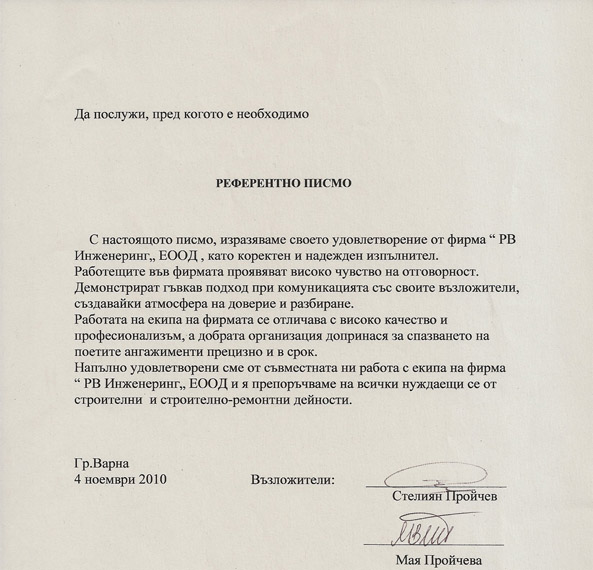 Да послужи, пред когото е необходимо
РЕФЕРЕНТНО ПИСМО
С настоящото писмо, изразяваме своето удовлетворение от фирма “ РВ
Инженеринг„ ЕООД , като коректен и надежден изпълнител.
Работещите във фирмата проявяват високо чувство на отговорност.
Демонстрират гъвкав подход при комуникацията със своите възложители,
създавайки атмосфера на доверие и разбиране.
Работата на екипа на фирмата се отличава с високо качество и
професионализъм, а добрата организация допринася за спазването на
поетите ангажименти прецизно и в срок.
Напълно удовлетворени сме от съвместната ни работа с екипа на фирма
“ РВ Инженеринг„ ЕООД и я препоръчваме на всички нуждаещи се от
строителни и строително-ремонтни дейности.
Гр.Варна
4 ноември 2010 Възложители:
Стелиян Пройчев
Мая Пройчева